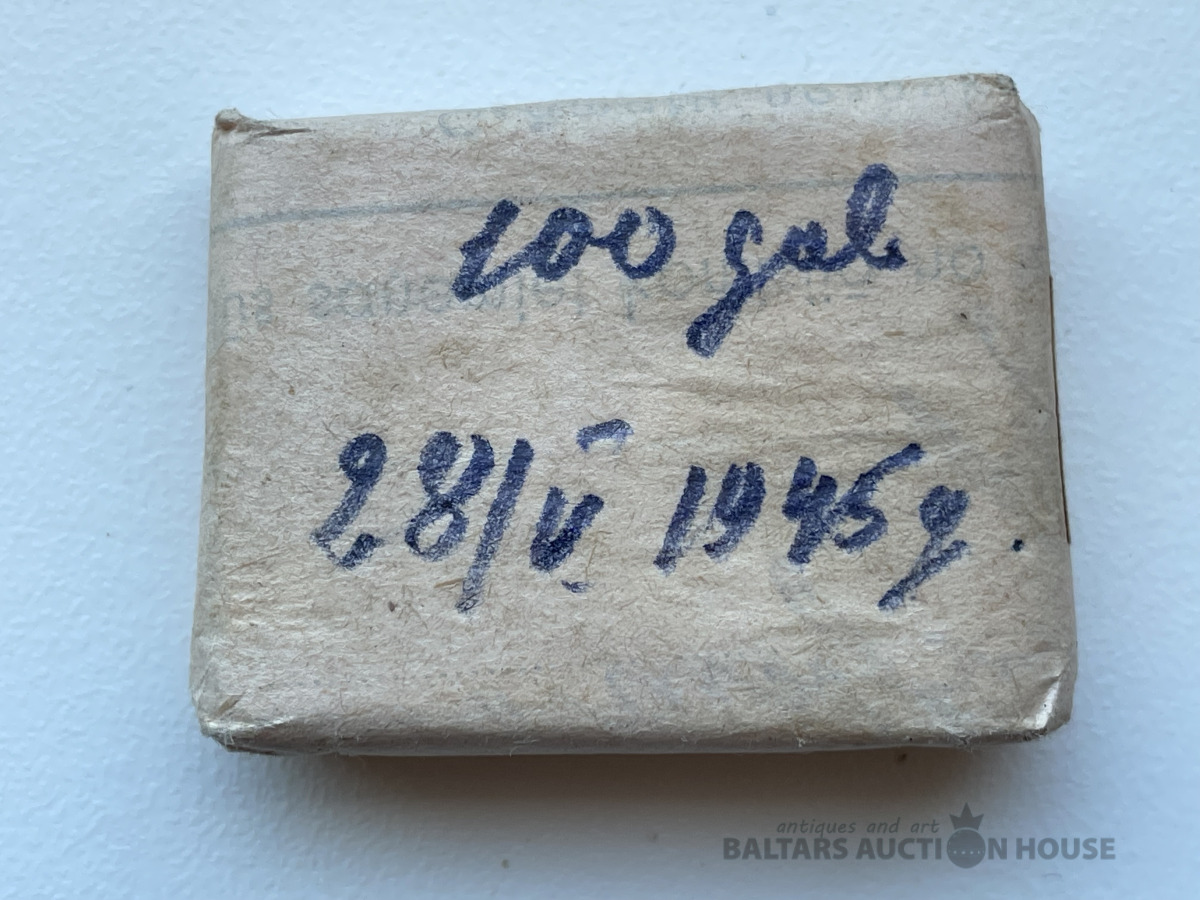 100 gab
28/V 1945 g.
antiques and art
BALTARS AUCTION HOUSE